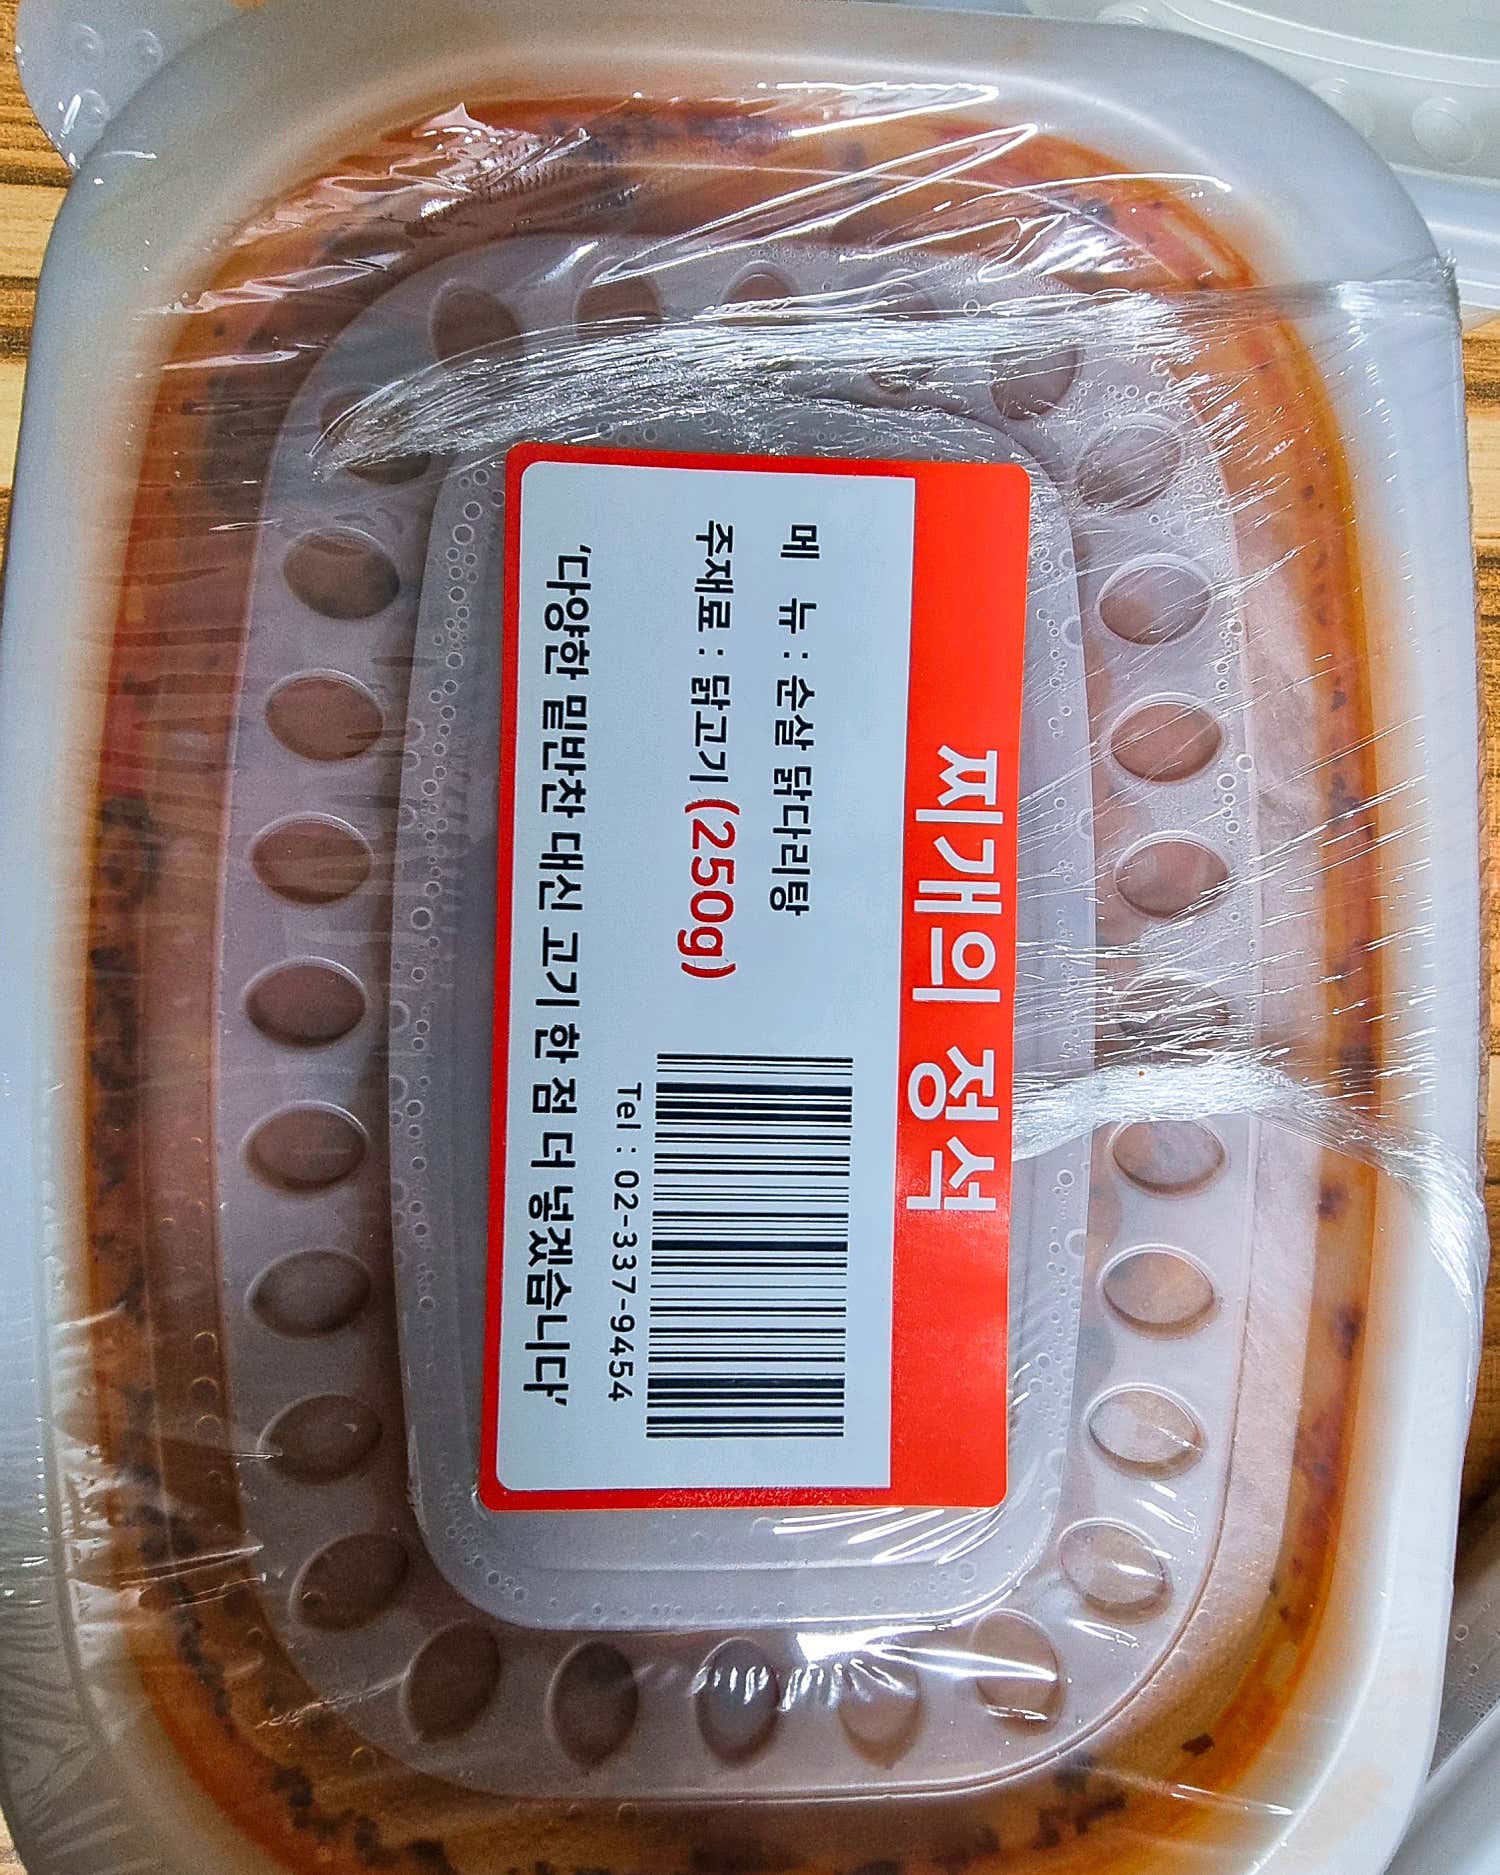 찌개의 정석
메 뉴 : 순살 닭다리탕
주재료 : 닭고기 (250g)
Tel : 02-337-9454
'다양한 밑반찬 대신 고기 한 점 더 넣겠습니다'